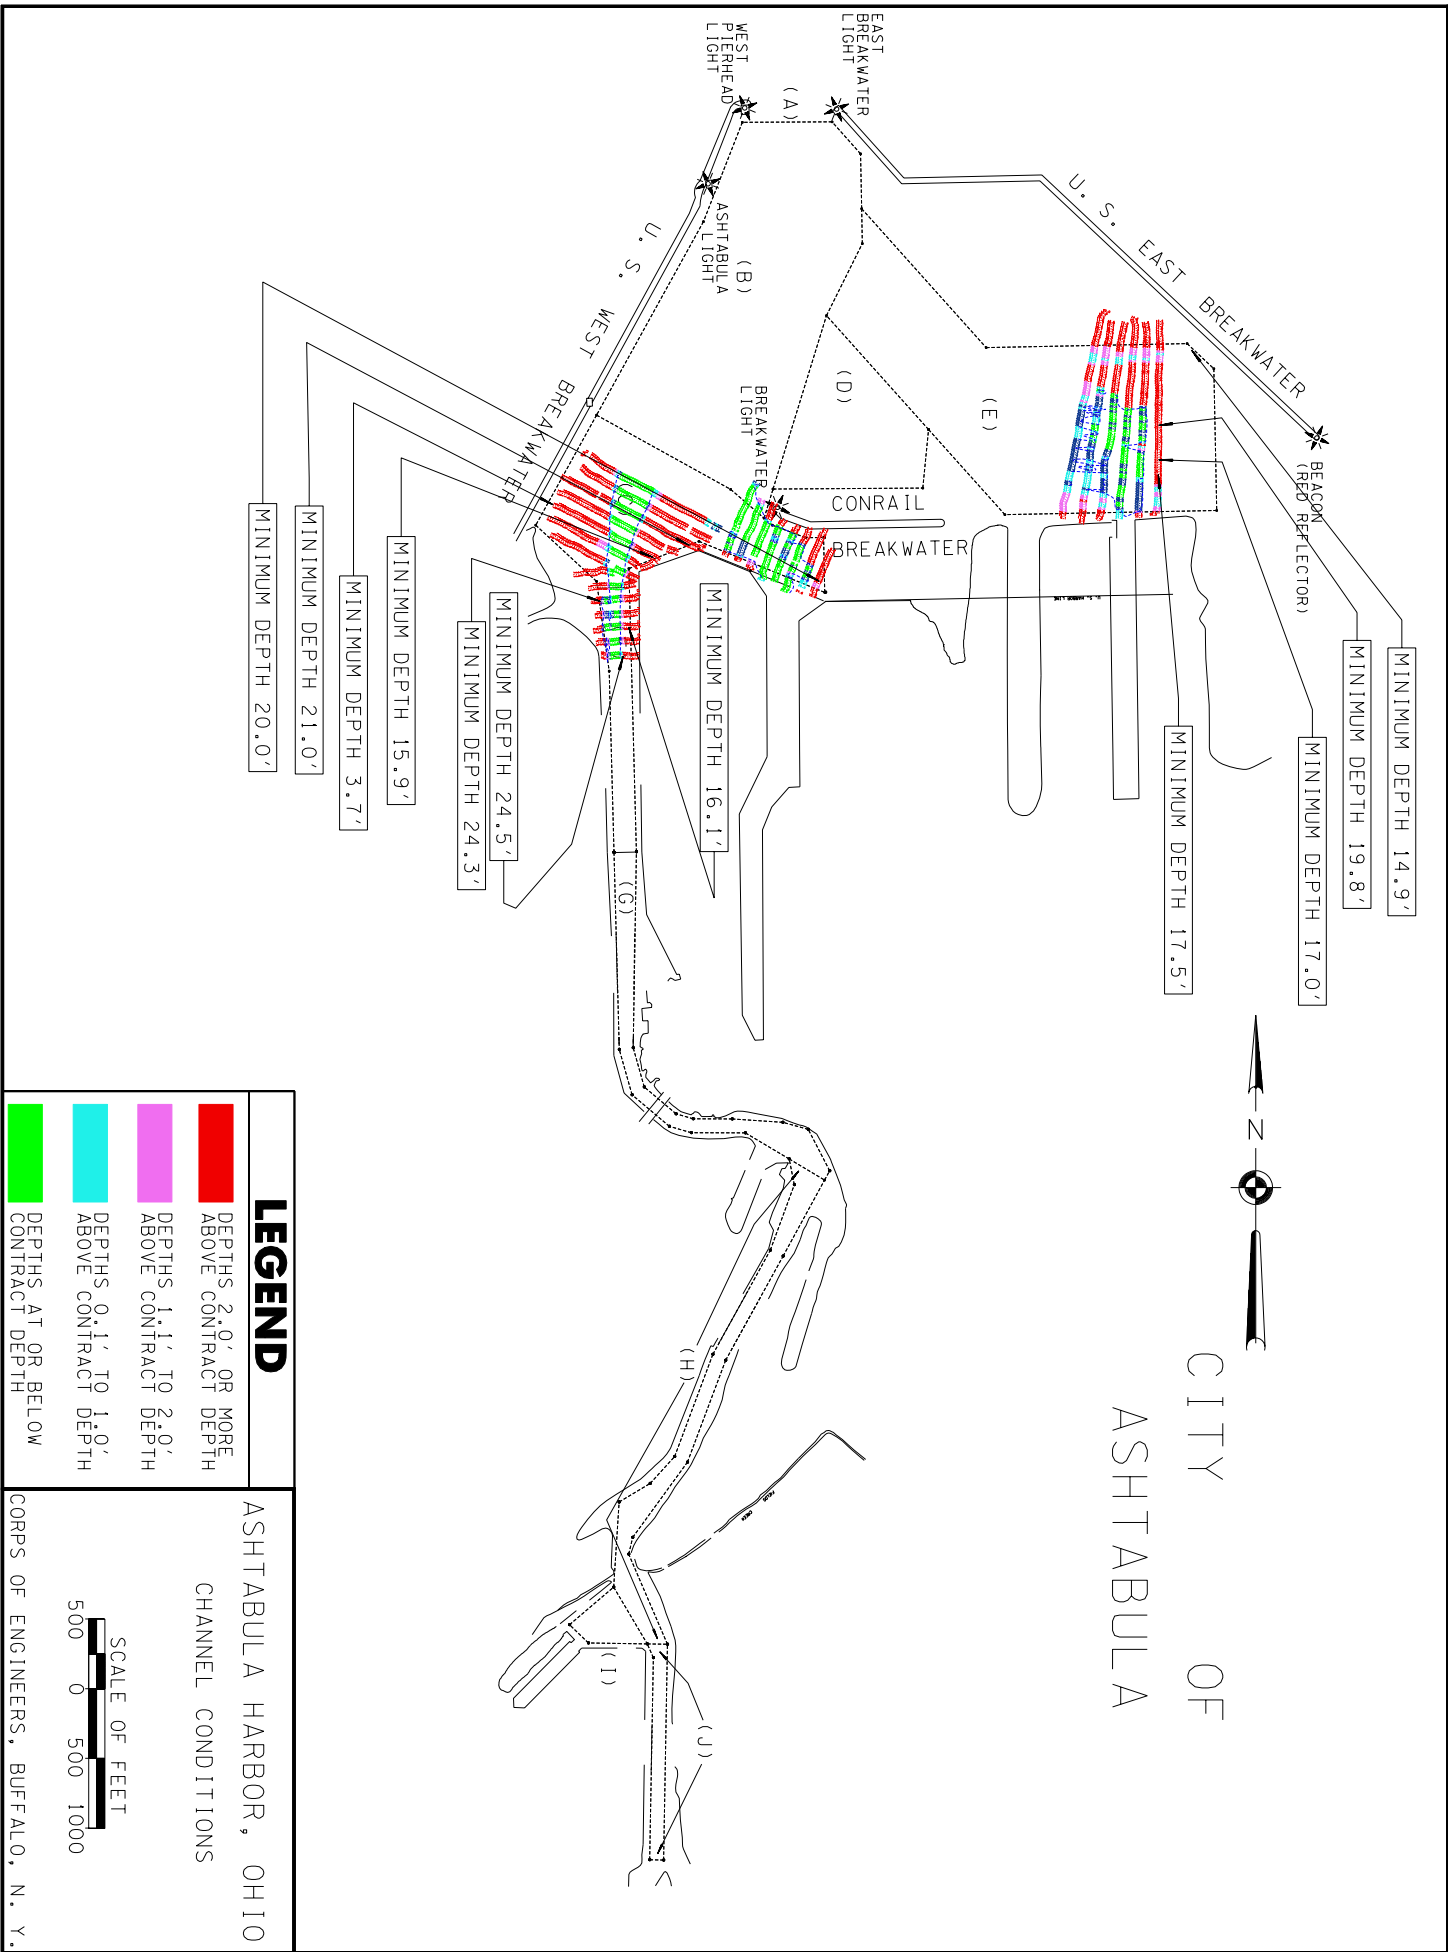 EAST
BREAKWATER
LIGHT
WEST
PIERHEAD
LIGHT
(A)
U. S. EAST BREAKWATER
ASHTABULA
LIGHT
(B)
U. S. WEST BREAKWATER
BREAKWATER
LIGHT
(D)
(E)
BEACON
(RED REFLECTOR)
CONRAIL
BREAKWATER
U. S. HARBOR LINE
MINIMUM DEPTH 14.9'
MINIMUM DEPTH 19.8'
MINIMUM DEPTH 17.0'
MINIMUM DEPTH 17.5'
MINIMUM DEPTH 16.1'
MINIMUM DEPTH 24.5'
MINIMUM DEPTH 24.3'
MINIMUM DEPTH 15.9'
MINIMUM DEPTH 3.7'
MINIMUM DEPTH 21.0'
MINIMUM DEPTH 20.0'
(G)
N
CITY OF
ASHTABULA
(H)
FIELDS
CREEK
(I)
(J)
LEGEND
DEPTHS 2.0' OR MORE
ABOVE CONTRACT DEPTH
DEPTHS 1.1' TO 2.0'
ABOVE CONTRACT DEPTH
DEPTHS 0.1' TO 1.0'
ABOVE CONTRACT DEPTH
DEPTHS AT OR BELOW
CONTRACT DEPTH
ASHTABULA HARBOR, OHIO
CHANNEL CONDITIONS
SCALE OF FEET
500 0 500 1000
CORPS OF ENGINEERS, BUFFALO, N. Y.